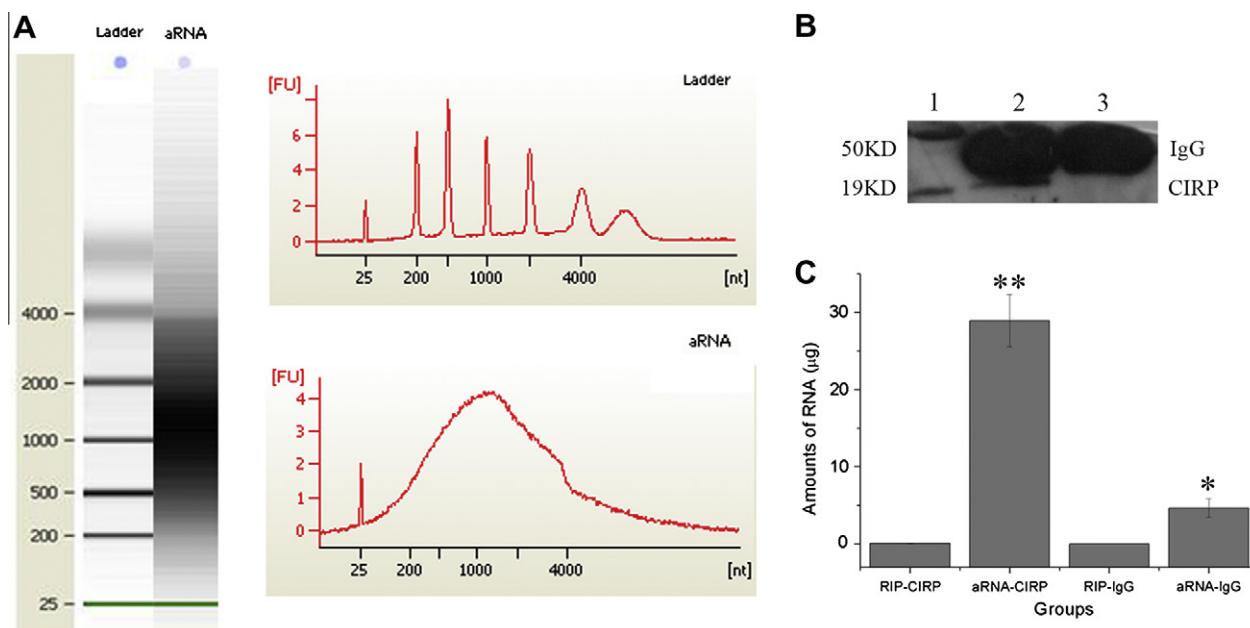 A
Ladder
aRNA
4000
2000
1000
500
200
25
[FU]
Ladder
6
4
2
0
25 200 1000 4000 [nt]
[FU]
aRNA
4
3
2
1
0
25 200 1000 4000 [nt]
B
1 2 3
50KD IgG
19KD CIRP
C
Amounts of RNA (µg)
30
20
10
0
**
*
RIP-CIRP aRNA-CIRP RIP-IgG aRNA-IgG
Groups